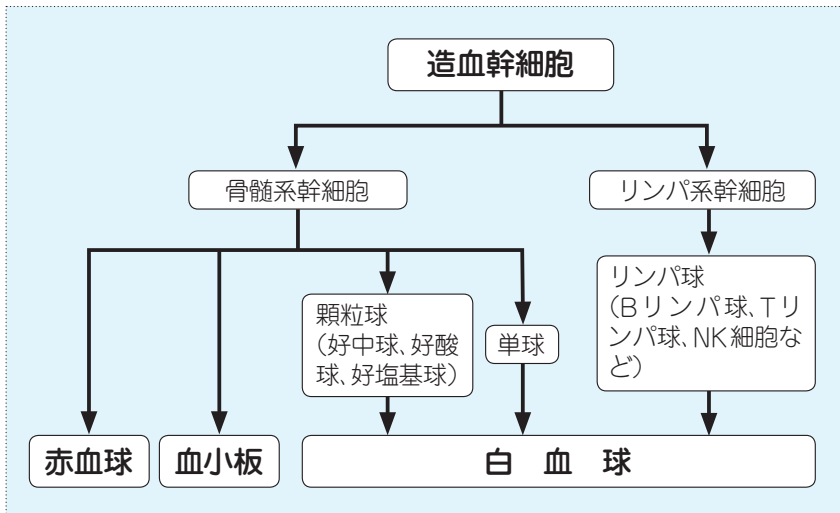 造血幹細胞
骨髄系幹細胞
リンパ系幹細胞
顆粒球
(好中球、好酸
球、好塩基球)
単球
リンパ球
(Bリンパ球、Tリ
ンパ球、NK細胞な
ど)
赤血球
血小板
白 血 球